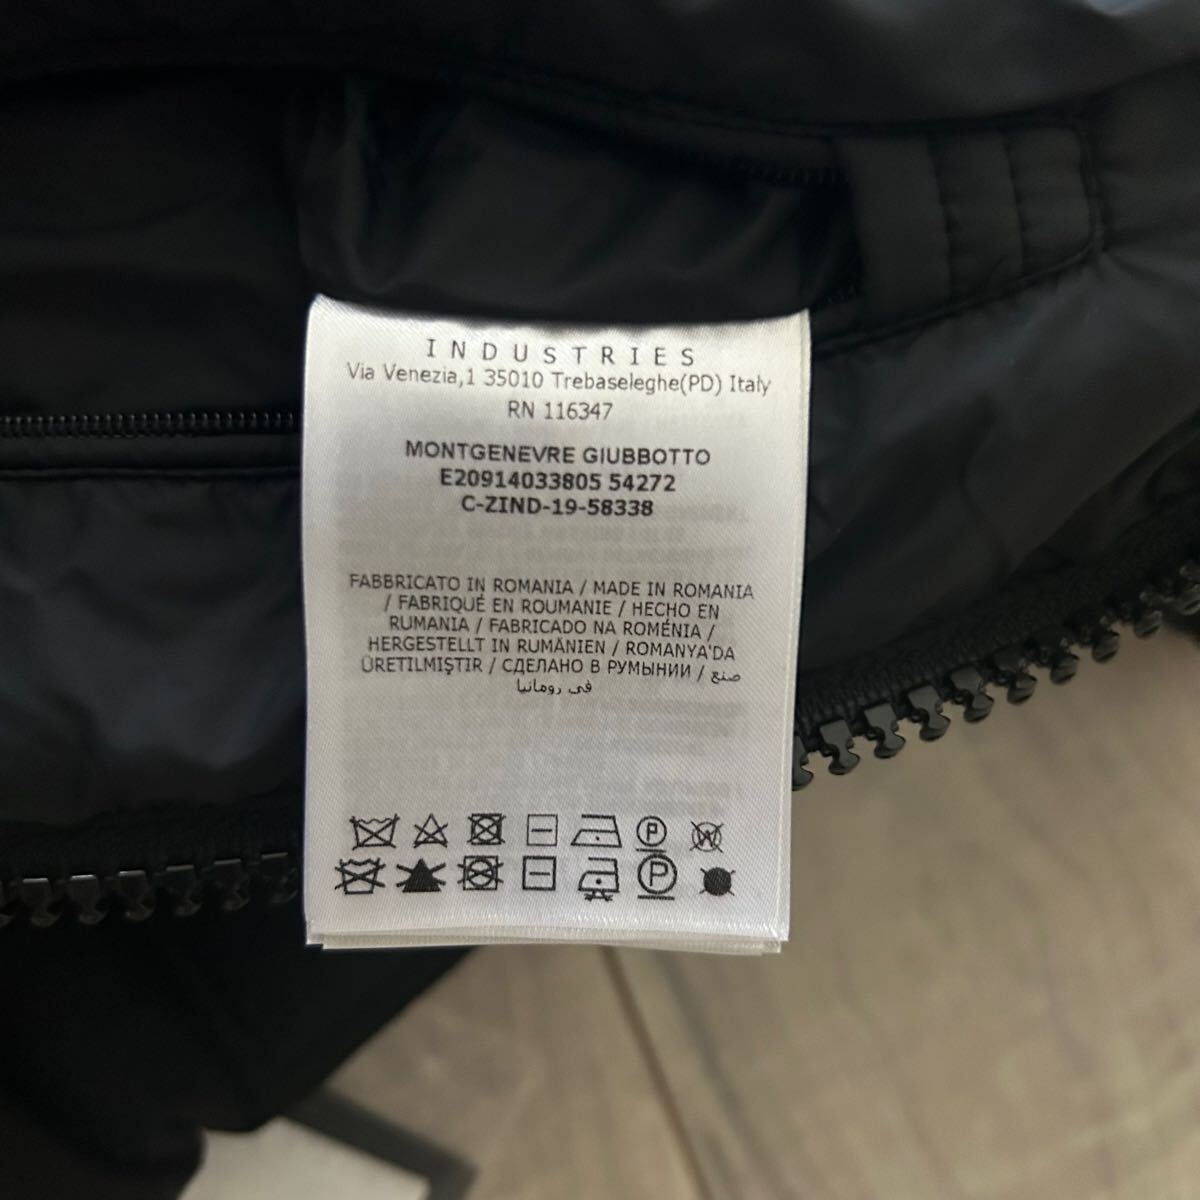 INDUSTRIES
Via Venezia,1 35010 Trebaseleghe(PD) Italy
RN 116347
MONTGENEVRE GIUBBOTTO
E20914033805 54272
C-ZIND-19-58338
FABBRICATO IN ROMANIA / MADE IN ROMANIA
/ FABRIQUÉ EN ROUMANIE / HECHO EN
RUMANIA / FABRICADO NA ROMÉNIA /
HERGESTELLT IN RUMÄNIEN / ROMANYA'DA
ÜRETILMIŞTIR / СДЕЛАНО В РУМЫНИИ / صنع
في رومانيا
P W
P